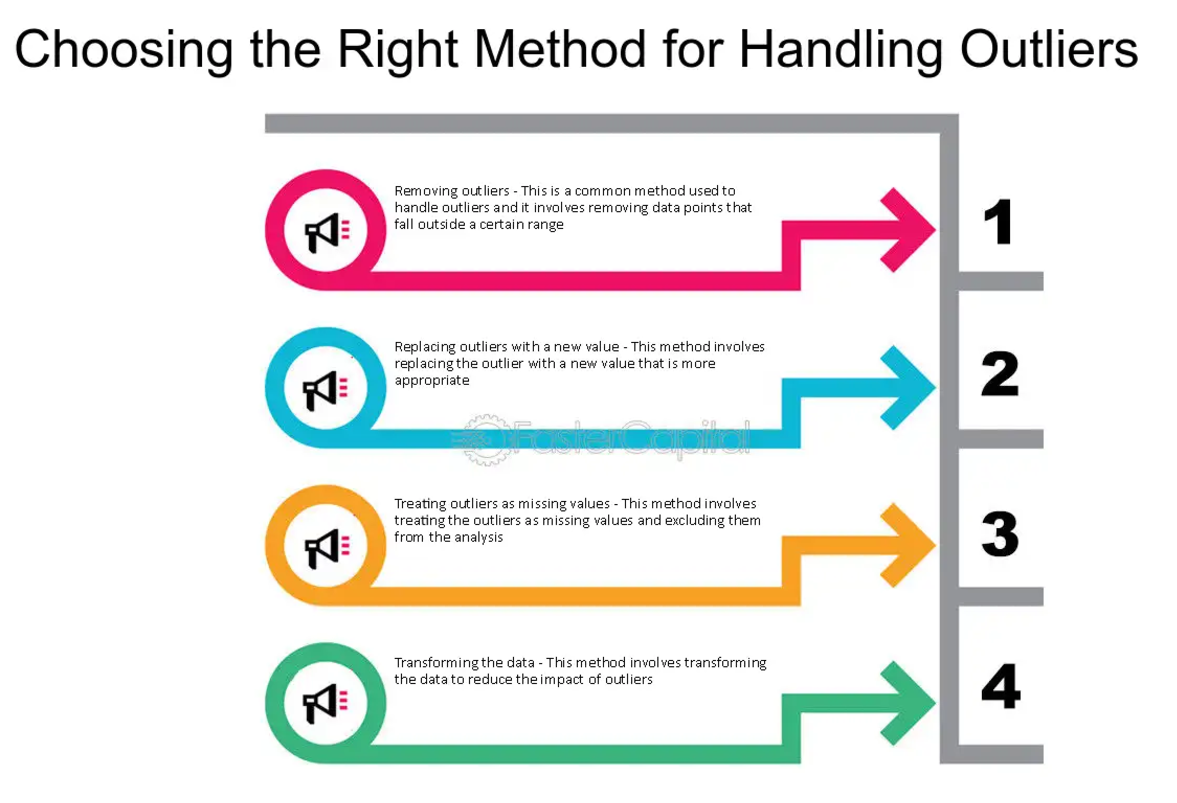 Choosing the Right Method for Handling Outliers
Removing outliers - This is a common method used to
handle outliers and it involves removing data points that
fall outside a certain range
1
Replacing outliers with a new value - This method involves
replacing the outlier with a new value that is more
appropriate
2
FasterCapital
Treating outliers as missing values - This method involves
treating the outliers as missing values and excluding them
from the analysis
3
Transforming the data - This method involves transforming
the data to reduce the impact of outliers
4